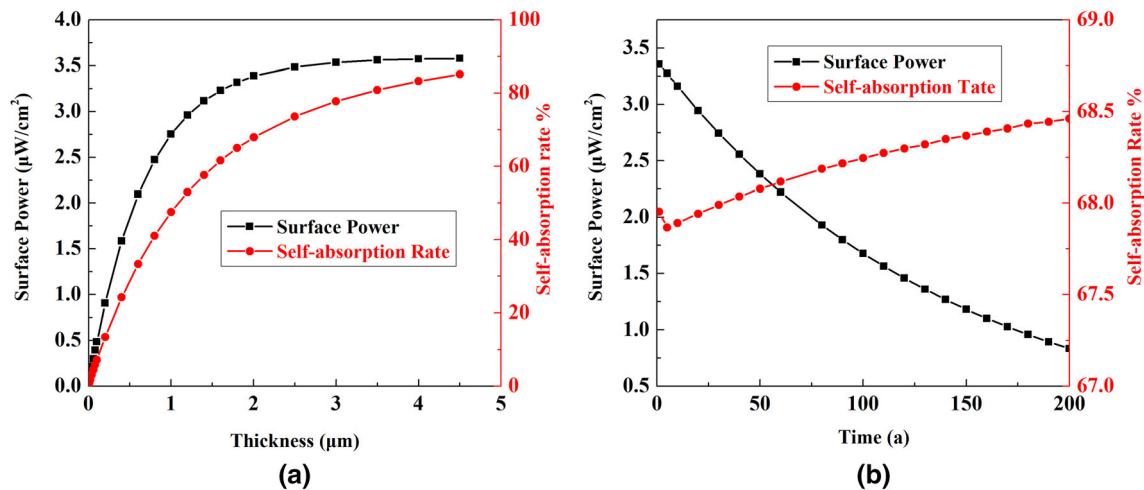 4.0
3.5
3.0
2.5
2.0
1.5
1.0
0.5
0.0
Surface Power (μW/cm²)
0 1 2 3 4 5
Thickness (μm)
100
80
60
40
20
0
Self-absorption rate %
Surface Power
Self-absorption Rate
(a)
3.5
3.0
2.5
2.0
1.5
1.0
0.5
Surface Power (μW/cm²)
0 50 100 150 200
Time (a)
69.0
68.5
68.0
67.5
67.0
Self-absorption Rate %
Surface Power
Self-absorption Tate
(b)